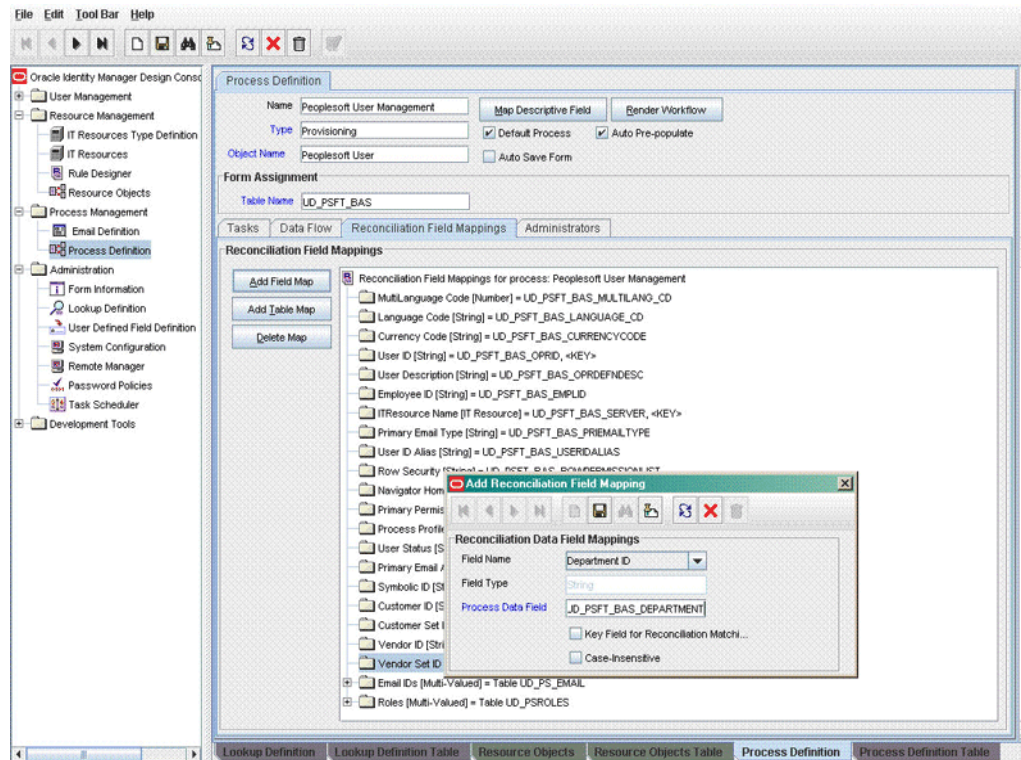 File Edit Tool Bar Help
Oracle Identity Manager Design Consc
User Management
Resource Management
IT Resources Type Definition
IT Resources
Rule Designer
Resource Objects
Process Management
Email Definition
Process Definition
Administration
Form Information
Lookup Definition
User Defined Field Definition
System Configuration
Remote Manager
Password Policies
Task Scheduler
Development Tools
Process Definition
Name Peoplesoft User Management Map Descriptive Field Render Workflow
Type Provisioning Default Process Auto Pre-populate
Object Name Peoplesoft User Auto Save Form
Form Assignment
Table Name UD_PSFT_BAS
Tasks Data Flow Reconciliation Field Mappings Administrators
Reconciliation Field Mappings
Add Field Map
Add Table Map
Delete Map
Reconciliation Field Mappings for process: Peoplesoft User Management
MultiLanguage Code [Number] = UD_PSFT_BAS_MULTILANG_CD
Language Code [String] = UD_PSFT_BAS_LANGUAGE_CD
Currency Code [String] = UD_PSFT_BAS_CURRENCYCODE
User ID [String] = UD_PSFT_BAS_OPRID, <KEY>
User Description [String] = UD_PSFT_BAS_OPRDEFNDESC
Employee ID [String] = UD_PSFT_BAS_EMPLID
ITResource Name [IT Resource] = UD_PSFT_BAS_SERVER, <KEY>
Primary Email Type [String] = UD_PSFT_BAS_PRIEMAILTYPE
User ID Alias [String] = UD_PSFT_BAS_USERIDALIAS
Row Security [String] = UD_PSFT_BAS_ROWPERMISSIONLIST
Navigator Hom
Primary Permis
Process Profile
User Status [S
Primary Email A
Symbolic ID [St
Customer ID [S
Customer Set I
Vendor ID [Stri
Vendor Set ID
Email IDs [Multi-Valued] = Table UD_PS_EMAIL
Roles [Multi-Valued] = Table UD_PSROLES
Add Reconciliation Field Mapping
Reconciliation Data Field Mappings
Field Name Department ID
Field Type String
Process Data Field JD_PSFT_BAS_DEPARTMENT
Key Field for Reconciliation Matchi...
Case-Insensitive
Lookup Definition Lookup Definition Table Resource Objects Resource Objects Table Process Definition Process Definition Table